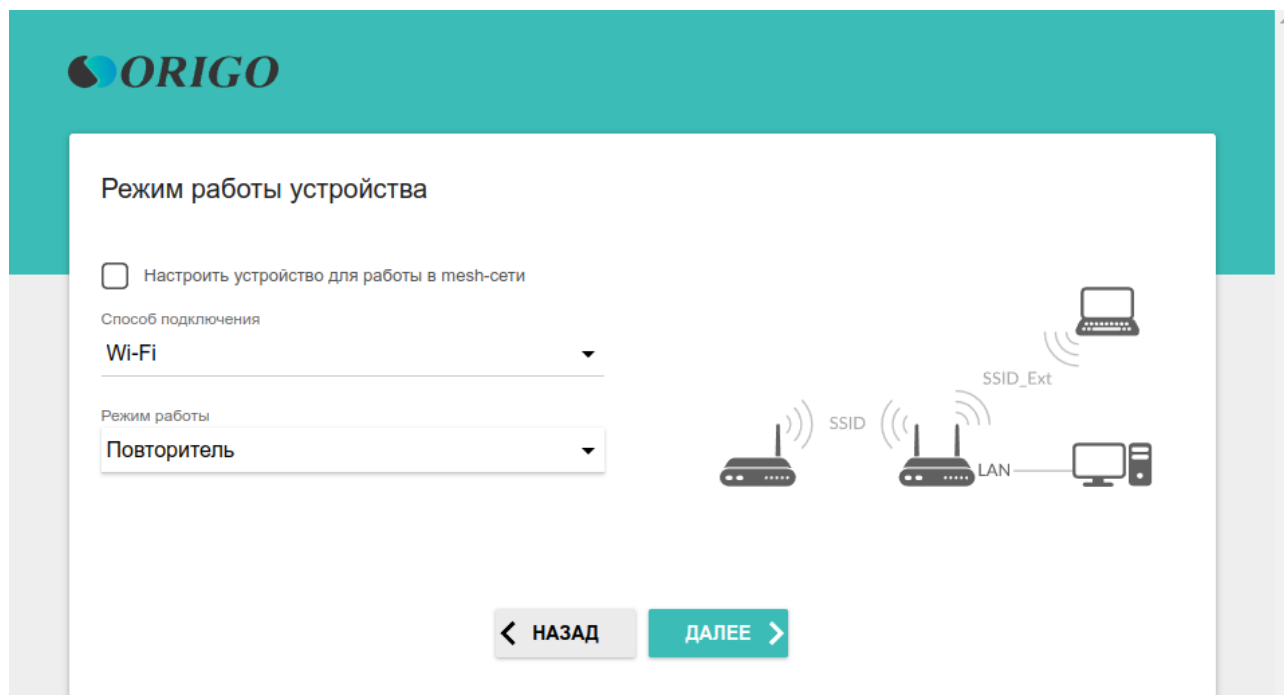 ORIGO
Режим работы устройства
Настроить устройство для работы в mesh-сети
Способ подключения
Wi-Fi
Режим работы
Повторитель
SSID_Ext
SSID
LAN
НАЗАД
ДАЛЕЕ